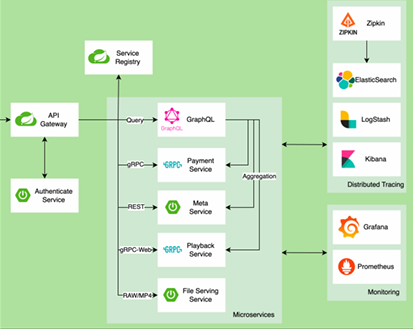 Service
Registry
API
Gateway
Authenticate
Service
Query
GraphQL
GraphQL
gRPC
GRPC
Payment
Service
Aggregation
REST
Meta
Service
gRPC-Web
GRPC
Playback
Service
RAW/MP4
File Serving
Service
Microservices
ZIPKIN
Zipkin
ElasticSearch
LogStash
Kibana
Distributed Tracing
Grafana
Prometheus
Monitoring